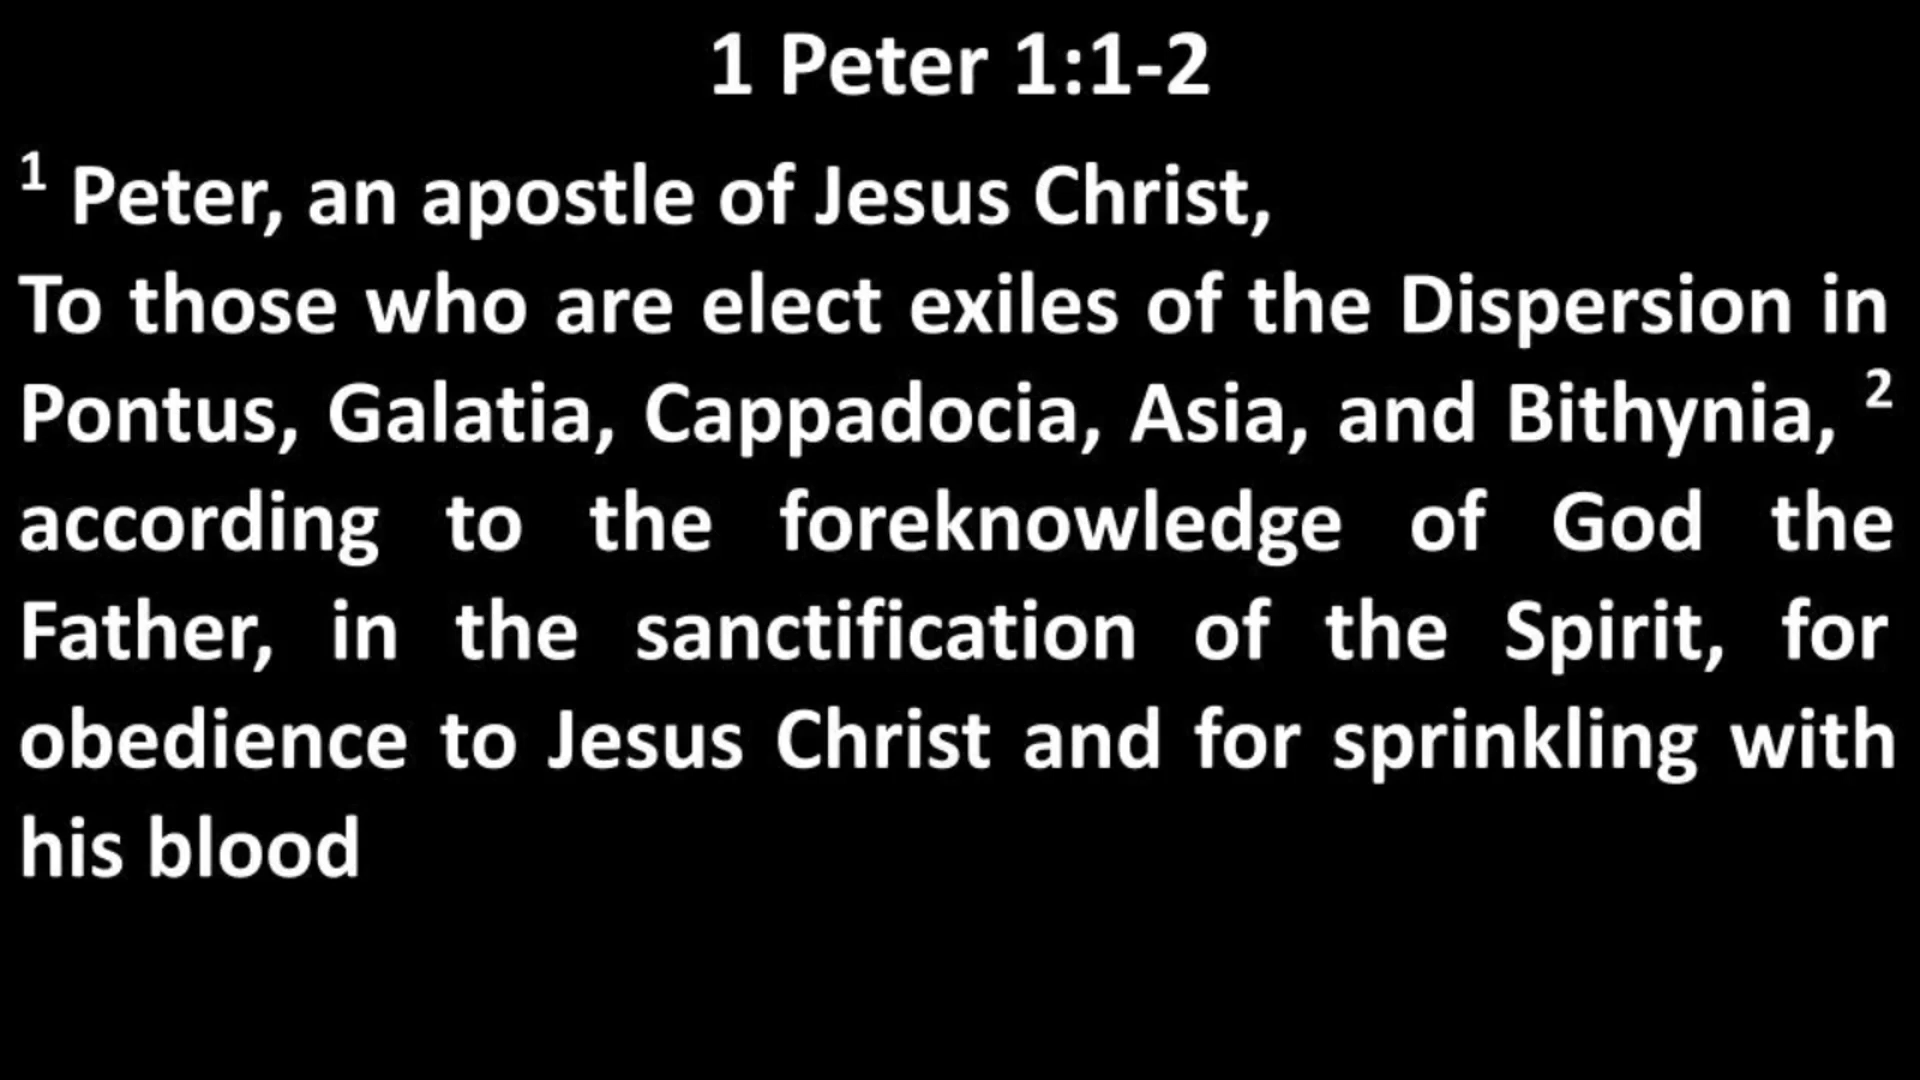 1 Peter 1:1-2
1 Peter, an apostle of Jesus Christ,
To those who are elect exiles of the Dispersion in
Pontus, Galatia, Cappadocia, Asia, and Bithynia, 2
according to the foreknowledge of God the
Father, in the sanctification of the Spirit, for
obedience to Jesus Christ and for sprinkling with
his blood